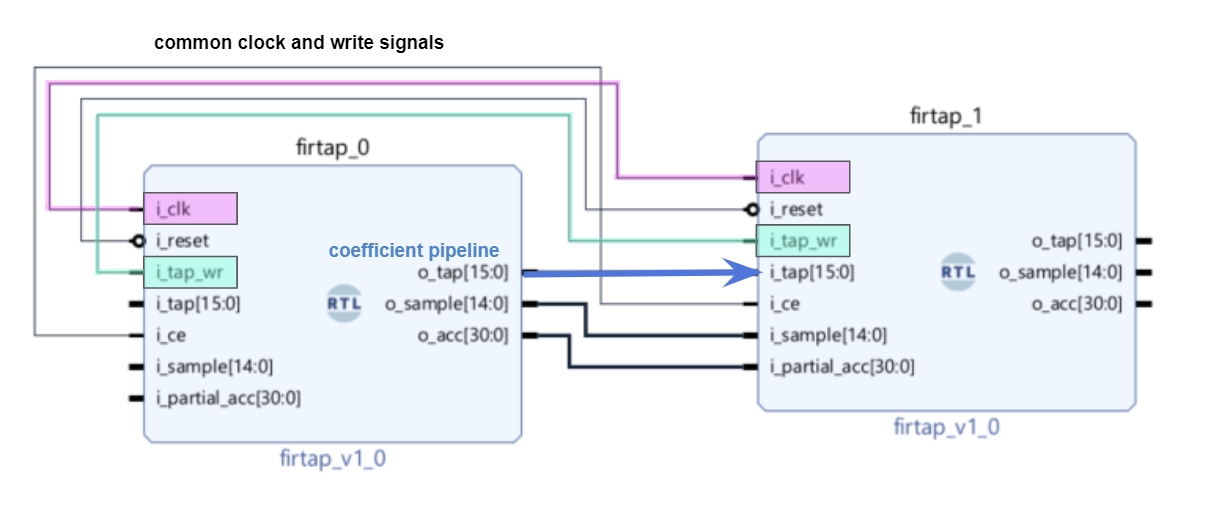 common clock and write signals
firtap_0
i_clk
i_reset
i_tap_wr
i_tap[15:0]
i_ce
i_sample[14:0]
i_partial_acc[30:0]
RTL
coefficient pipeline
o_tap[15:0]
o_sample[14:0]
o_acc[30:0]
firtap_v1_0
firtap_1
i_clk
i_reset
i_tap_wr
i_tap[15:0]
i_ce
i_sample[14:0]
i_partial_acc[30:0]
RTL
o_tap[15:0]
o_sample[14:0]
o_acc[30:0]
firtap_v1_0